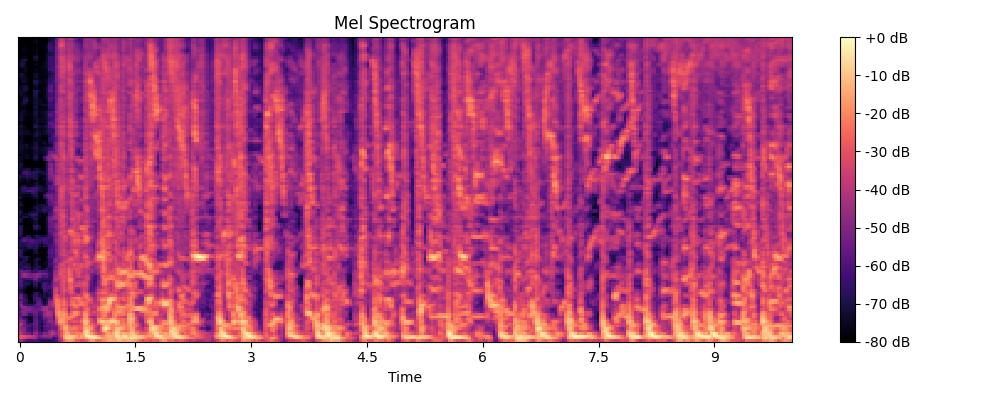 Mel Spectrogram
+0 dB
-10 dB
-20 dB
-30 dB
-40 dB
-50 dB
-60 dB
-70 dB
-80 dB
0 1.5 3 4.5 6 7.5 9
Time